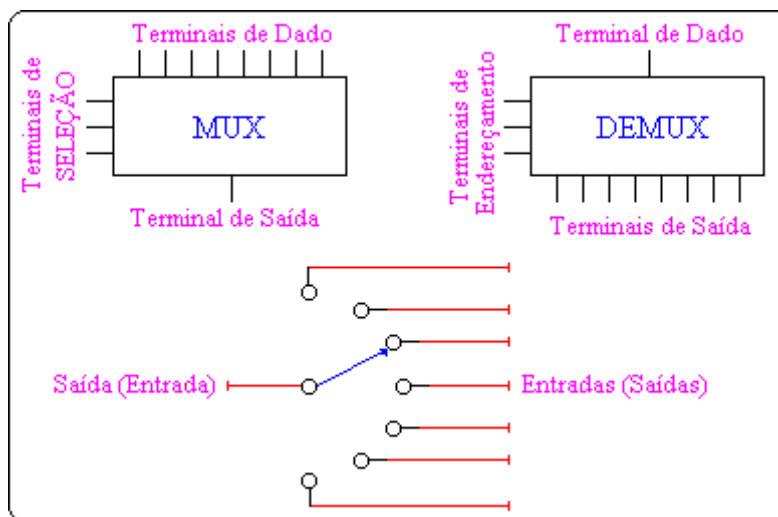 Terminais de Dado
Terminais de
SELEÇÃO
MUX
Terminal de Saída
Terminal de Dado
Terminais de
Endereçamento
DEMUX
Terminais de Saída
Saída (Entrada)
Entradas (Saídas)